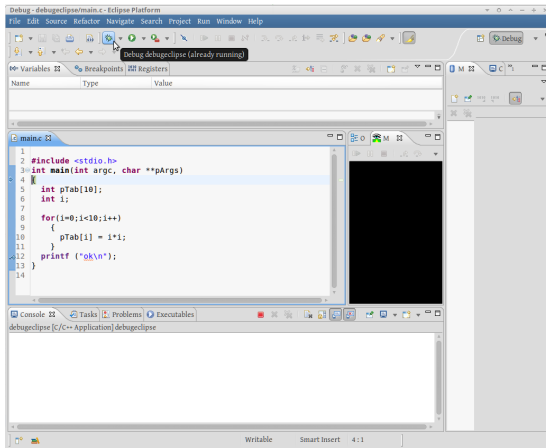 Debug - debugeclipse/main.c - Eclipse Platform
File Edit Source Refactor Navigate Search Project Run Window Help
Debug
Debug debugeclipse (already running)
Variables Breakpoints Registers M C
Name Type Value
main.c O M
1
2 #include <stdio.h>
3 int main(int argc, char **pArgs)
4 {
5 int pTab[10];
6 int i;
7
8 for(i=0;i<10;i++)
9 {
10 pTab[i] = i*i;
11 }
12 printf ("ok\n");
13 }
14
Console Tasks Problems Executables
debugeclipse [C/C++ Application] debugeclipse
Writable Smart Insert 4 : 1